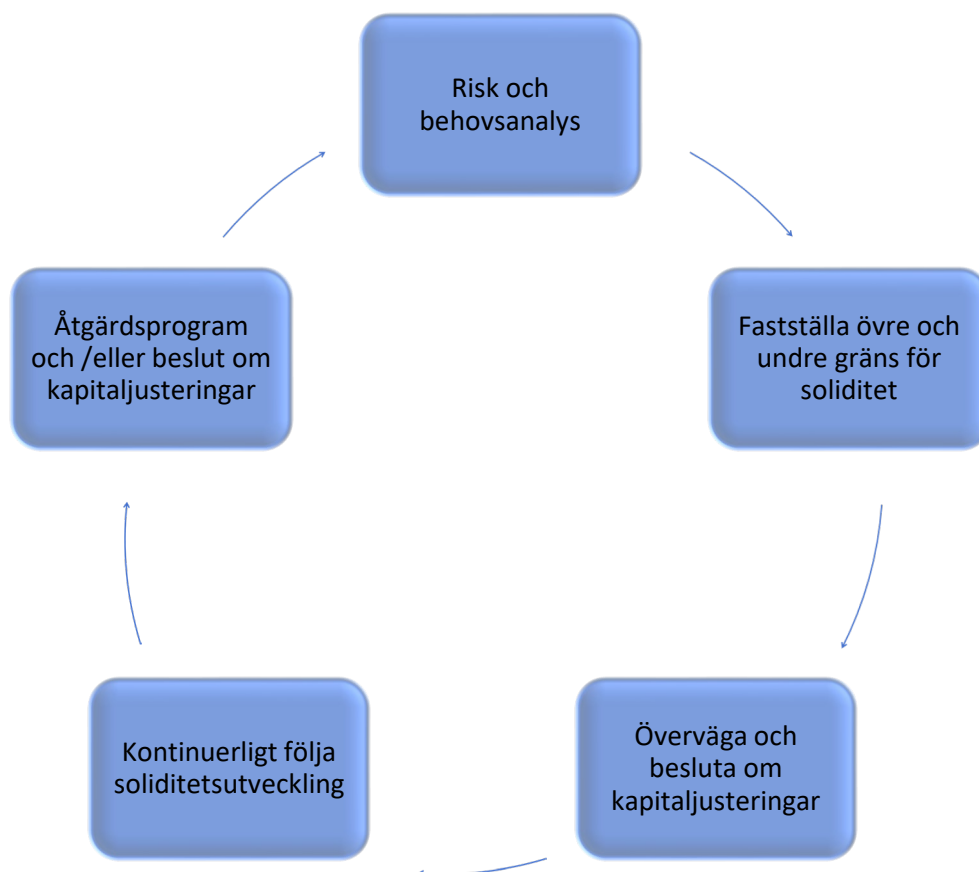 Risk och
behovsanalys
Fastställa övre och
undre gräns för
soliditet
Överväga och
besluta om
kapitaljusteringar
Kontinuerligt följa
soliditetsutveckling
Åtgärdsprogram
och /eller beslut om
kapitaljusteringar